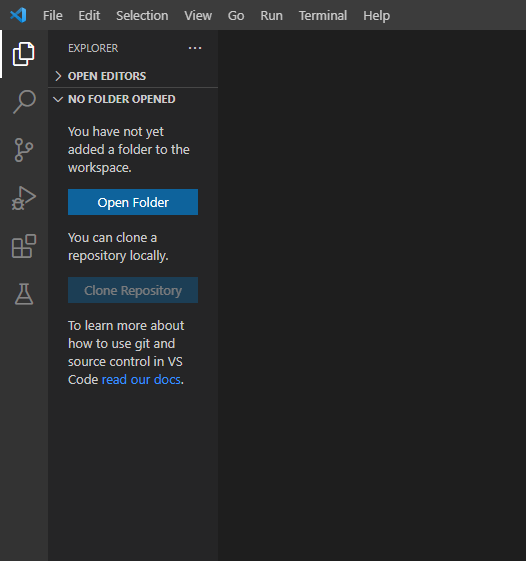 File Edit Selection View Go Run Terminal Help
EXPLORER ···
OPEN EDITORS
NO FOLDER OPENED
You have not yet
added a folder to the
workspace.
Open Folder
You can clone a
repository locally.
Clone Repository
To learn more about
how to use git and
source control in VS
Code read our docs.